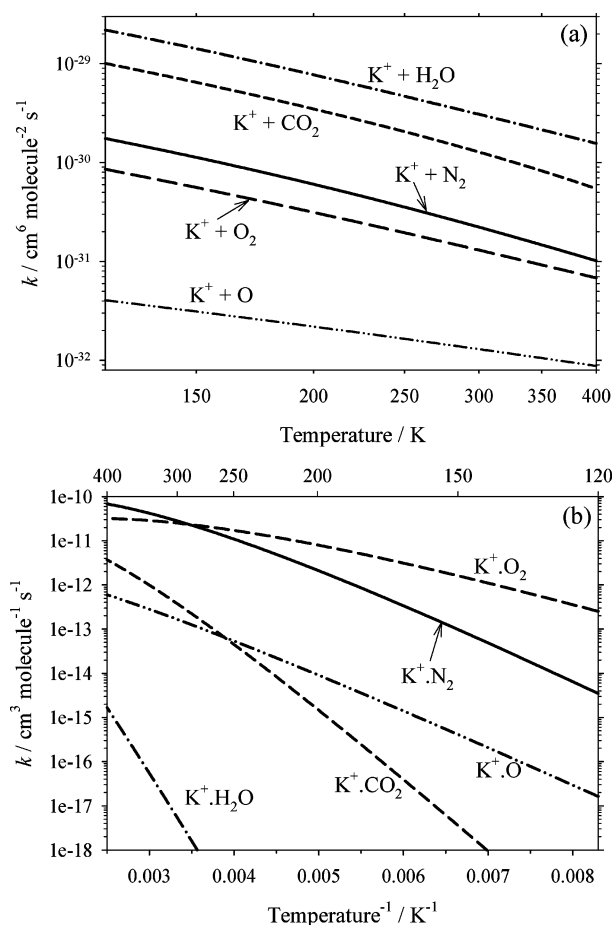 (a)
K⁺ + H₂O
K⁺ + CO₂
K⁺ + N₂
K⁺ + O₂
K⁺ + O
10⁻²⁹
10⁻³⁰
10⁻³¹
10⁻³²
k / cm⁶ molecule⁻² s⁻¹
150 200 250 300 350 400
Temperature / K
400 300 250 200 150 120
(b)
1e-10
1e-11
1e-12
1e-13
1e-14
1e-15
1e-16
1e-17
1e-18
k / cm³ molecule⁻¹ s⁻¹
K⁺.O₂
K⁺.N₂
K⁺.O
K⁺.CO₂
K⁺.H₂O
0.003 0.004 0.005 0.006 0.007 0.008
Temperature⁻¹ / K⁻¹